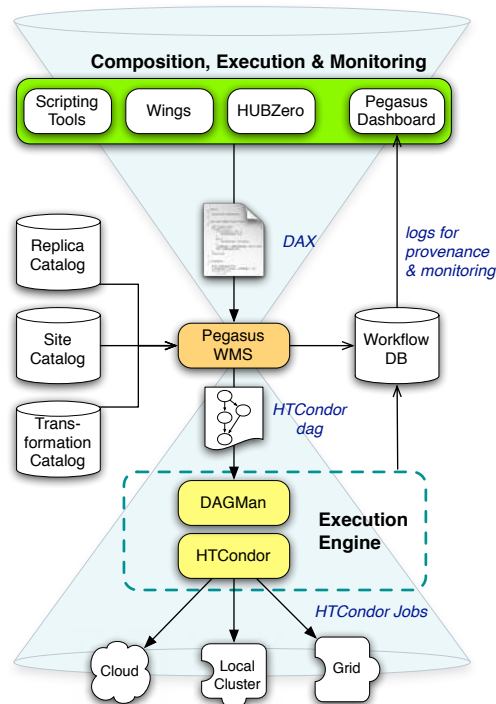 Composition, Execution & Monitoring
Scripting
Tools
Wings
HUBZero
Pegasus
Dashboard
DAX
logs for
provenance
& monitoring
Replica
Catalog
Site
Catalog
Trans-
formation
Catalog
Pegasus
WMS
Workflow
DB
HTCondor
dag
DAGMan
HTCondor
Execution
Engine
HTCondor Jobs
Cloud
Local
Cluster
Grid